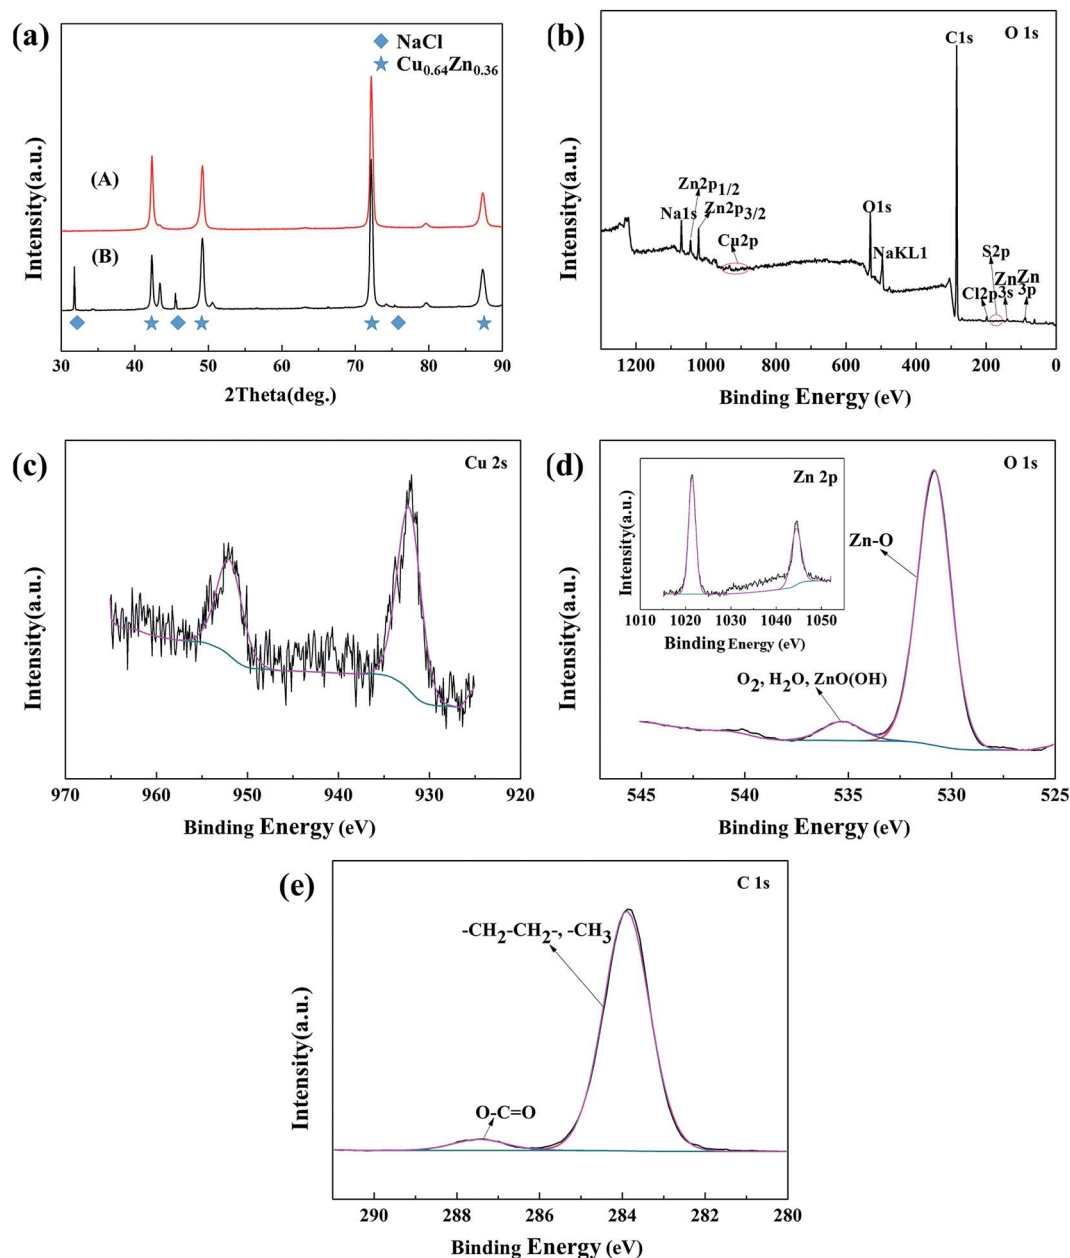 (a)
NaCl
Cu0.64Zn0.36
(A)
(B)
Intensity(a.u.)
30 40 50 60 70 80 90
2Theta(deg.)
(b)
O 1s
C1s
Zn2p1/2
Na1s
Zn2p3/2
Cu2p
O1s
NaKL1
S2p
Cl2p
Zn3s
Zn3p
Intensity(a.u.)
1200 1000 800 600 400 200 0
Binding Energy (eV)
(c)
Cu 2s
Intensity(a.u.)
970 960 950 940 930 920
Binding Energy (eV)
(d)
O 1s
Zn 2p
Intensity(a.u.)
1010 1020 1030 1040 1050
Binding Energy (eV)
Zn-O
O2, H2O, ZnO(OH)
Intensity(a.u.)
545 540 535 530 525
Binding Energy (eV)
(e)
C 1s
-CH2-CH2-, -CH3
O-C=O
Intensity(a.u.)
290 288 286 284 282 280
Binding Energy (eV)